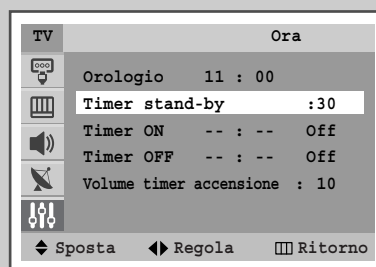 TV Ora
Orologio 11 : 00
Timer stand-by :30
Timer ON -- : -- Off
Timer OFF -- : -- Off
Volume timer accensione : 10
Sposta Regola Ritorno